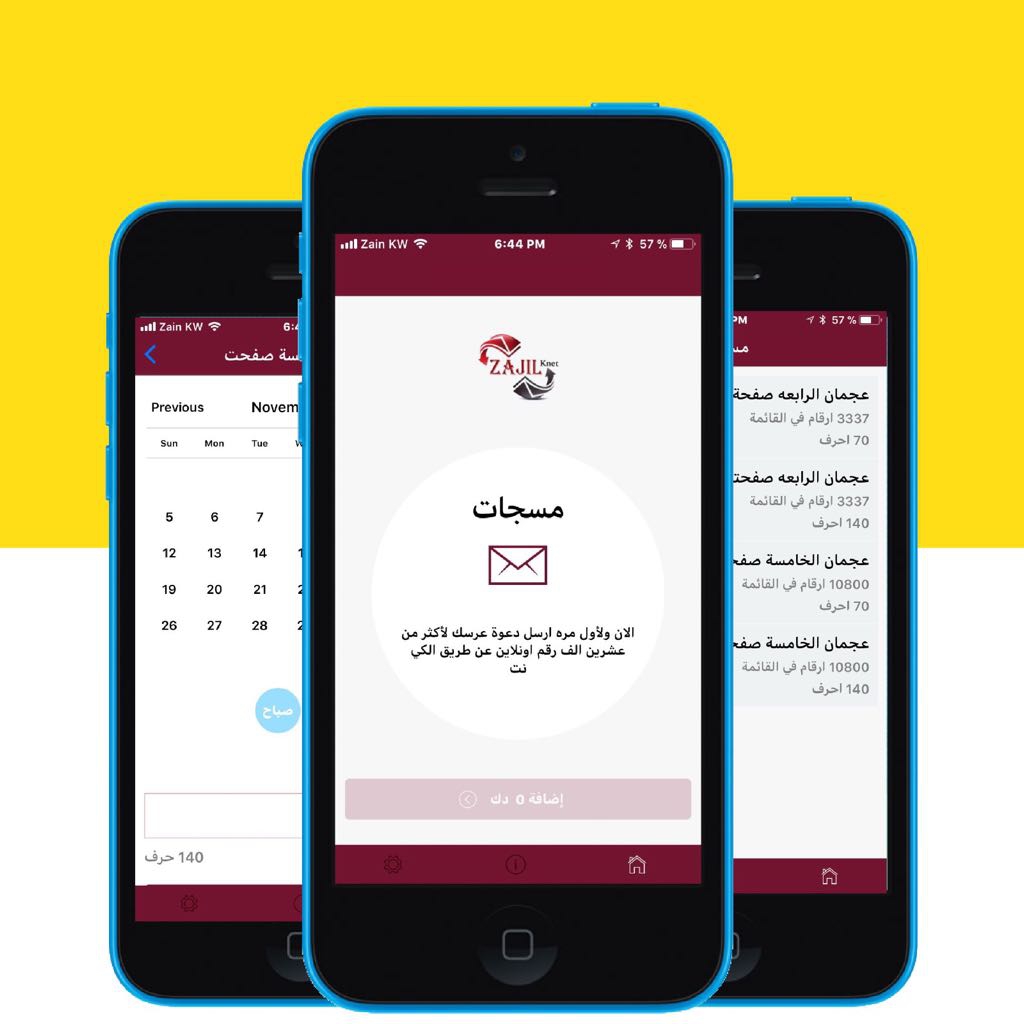 Zain KW
6:4
صفحت
Previous
Novem
Sun Mon Tue W
5 6 7
12 13 14 1
19 20 21 2
26 27 28 2
صباح
140 حرف
Zain KW 6:44 PM 57 %
ZAJIL Knet
مسجات
الان ولأول مره ارسل دعوة عرسك لأكثر من
عشرين الف رقم اونلاين عن طريق الكي
نت
إضافة 0 دك
PM 57 %
مس
عجمان الرابعه صفحة
3337 ارقام في القائمة
70 احرف
عجمان الرابعه صفحت
3337 ارقام في القائمة
140 احرف
عجمان الخامسة صفح
10800 ارقام في القائمة
70 احرف
عجمان الخامسة صفح
10800 ارقام في القائمة
140 احرف